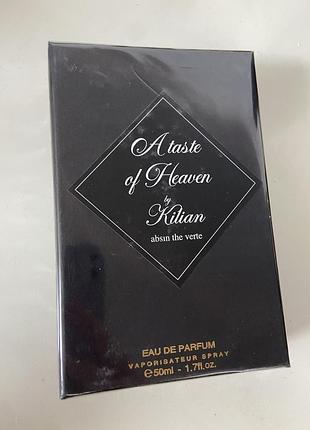 A taste
of Heaven
by
Kilian
absin the verte
EAU DE PARFUM
VAPORISATEUR SPRAY
℮50ml - 1.7fl.oz.